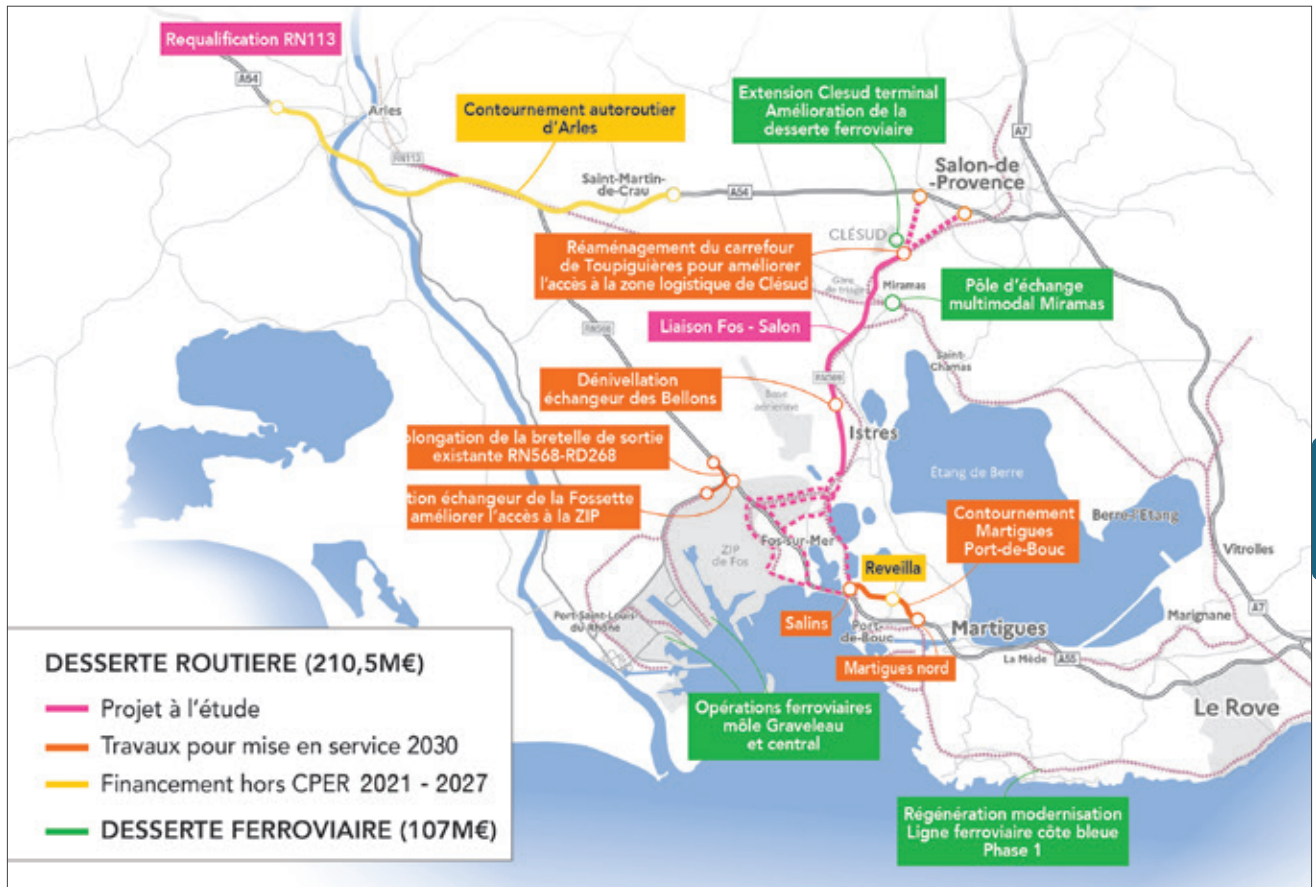 Requalification RN113
A54
Arles
RN113
Contournement autoroutier
d'Arles
Saint-Martin-
de-Crau
A54
Extension Clesud terminal
Amélioration de la
desserte ferroviaire
A7
Salon-de
-Provence
CLÉSUD
Réaménagement du carrefour
de Toupiguières pour améliorer
l'accès à la zone logistique de Clésud
Gare
de triage
Miramas
Pôle d'échange
multimodal Miramas
RN568
Liaison Fos - Salon
Saint-
Chamas
RN569
Dénivellation
échangeur des Bellons
Base
aérienne
Istres
olongation de la bretelle de sortie
existante RN568-RD268
tion échangeur de la Fossette
améliorer l'accès à la ZIP
Étang de Berre
Contournement
Martigues
Port-de-Bouc
Berre-l'Étang
Vitrolles
Fos-sur-Mer
ZIP
de Fos
Reveilla
A7
Marignane
Port-Saint-Louis
du Rhône
Salins
Port-
de-Bouc
Martigues
La Mède
A55
Martigues nord
Le Rove
Opérations ferroviaires
môle Graveleau
et central
Régénération modernisation
Ligne ferroviaire côte bleue
Phase 1
DESSERTE ROUTIERE (210,5M€)
Projet à l'étude
Travaux pour mise en service 2030
Financement hors CPER 2021 - 2027
DESSERTE FERROVIAIRE (107M€)